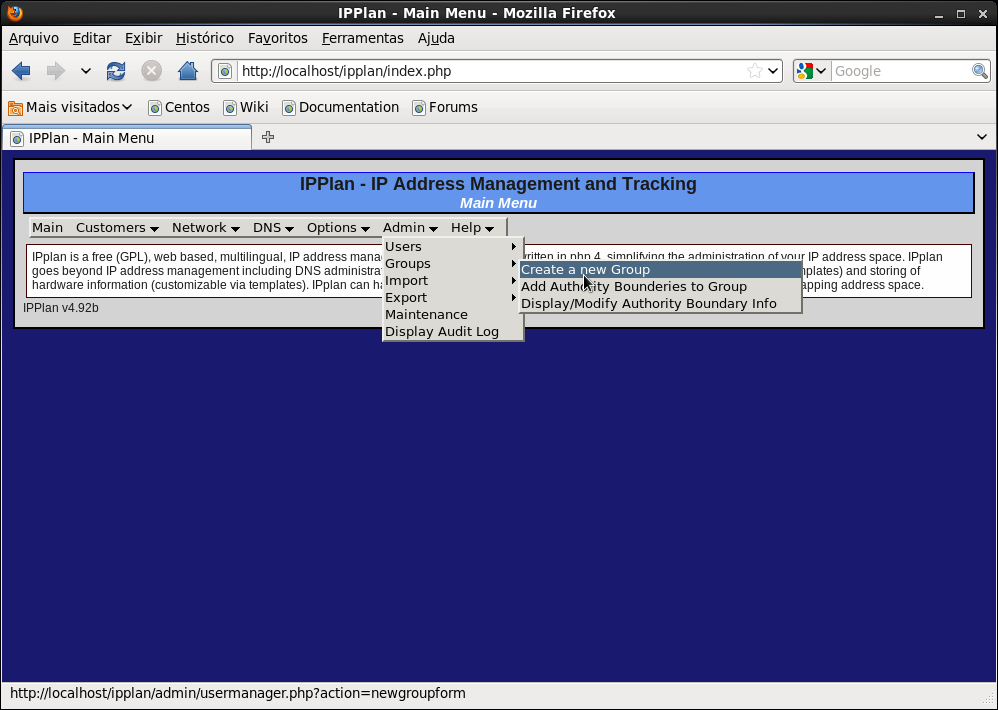 IPPlan - Main Menu - Mozilla Firefox
Arquivo Editar Exibir Histórico Favoritos Ferramentas Ajuda
http://localhost/ipplan/index.php Google
Mais visitados Centos Wiki Documentation Forums
IPPlan - Main Menu
IPPlan - IP Address Management and Tracking
Main Menu
Main Customers Network DNS Options Admin Help
IPplan is a free (GPL), web based, multilingual, IP address mana written in php 4, simplifying the administration of your IP address space. IPplan
goes beyond IP address management including DNS administra plates) and storing of
hardware information (customizable via templates). IPplan can ha apping address space.
IPPlan v4.92b
Users
Groups
Import
Export
Maintenance
Display Audit Log
Create a new Group
Add Authority Bounderies to Group
Display/Modify Authority Boundary Info
http://localhost/ipplan/admin/usermanager.php?action=newgroupform